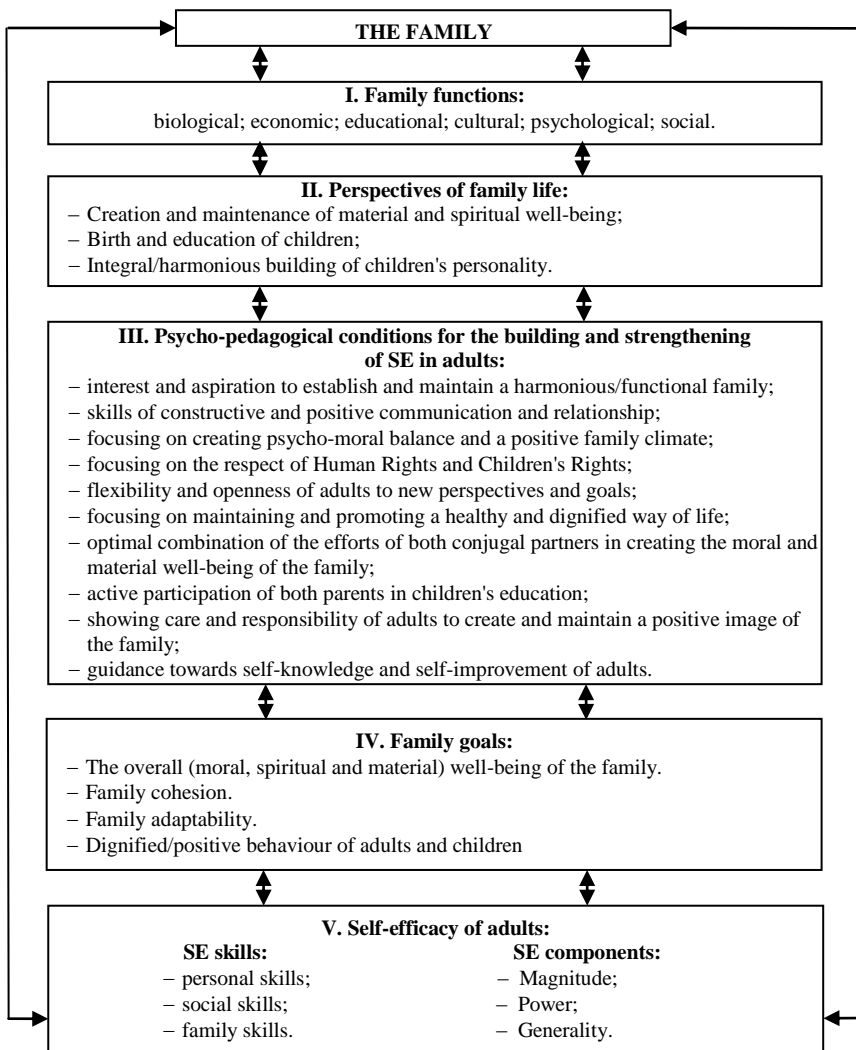 THE FAMILY
I. Family functions:
biological; economic; educational; cultural; psychological; social.
II. Perspectives of family life:
– Creation and maintenance of material and spiritual well-being;
– Birth and education of children;
– Integral/harmonious building of children's personality.
III. Psycho-pedagogical conditions for the building and strengthening
of SE in adults:
– interest and aspiration to establish and maintain a harmonious/functional family;
– skills of constructive and positive communication and relationship;
– focusing on creating psycho-moral balance and a positive family climate;
– focusing on the respect of Human Rights and Children's Rights;
– flexibility and openness of adults to new perspectives and goals;
– focusing on maintaining and promoting a healthy and dignified way of life;
– optimal combination of the efforts of both conjugal partners in creating the moral and
material well-being of the family;
– active participation of both parents in children's education;
– showing care and responsibility of adults to create and maintain a positive image of
the family;
– guidance towards self-knowledge and self-improvement of adults.
IV. Family goals:
– The overall (moral, spiritual and material) well-being of the family.
– Family cohesion.
– Family adaptability.
– Dignified/positive behaviour of adults and children
V. Self-efficacy of adults:
SE skills:
– personal skills;
– social skills;
– family skills.
SE components:
– Magnitude;
– Power;
– Generality.